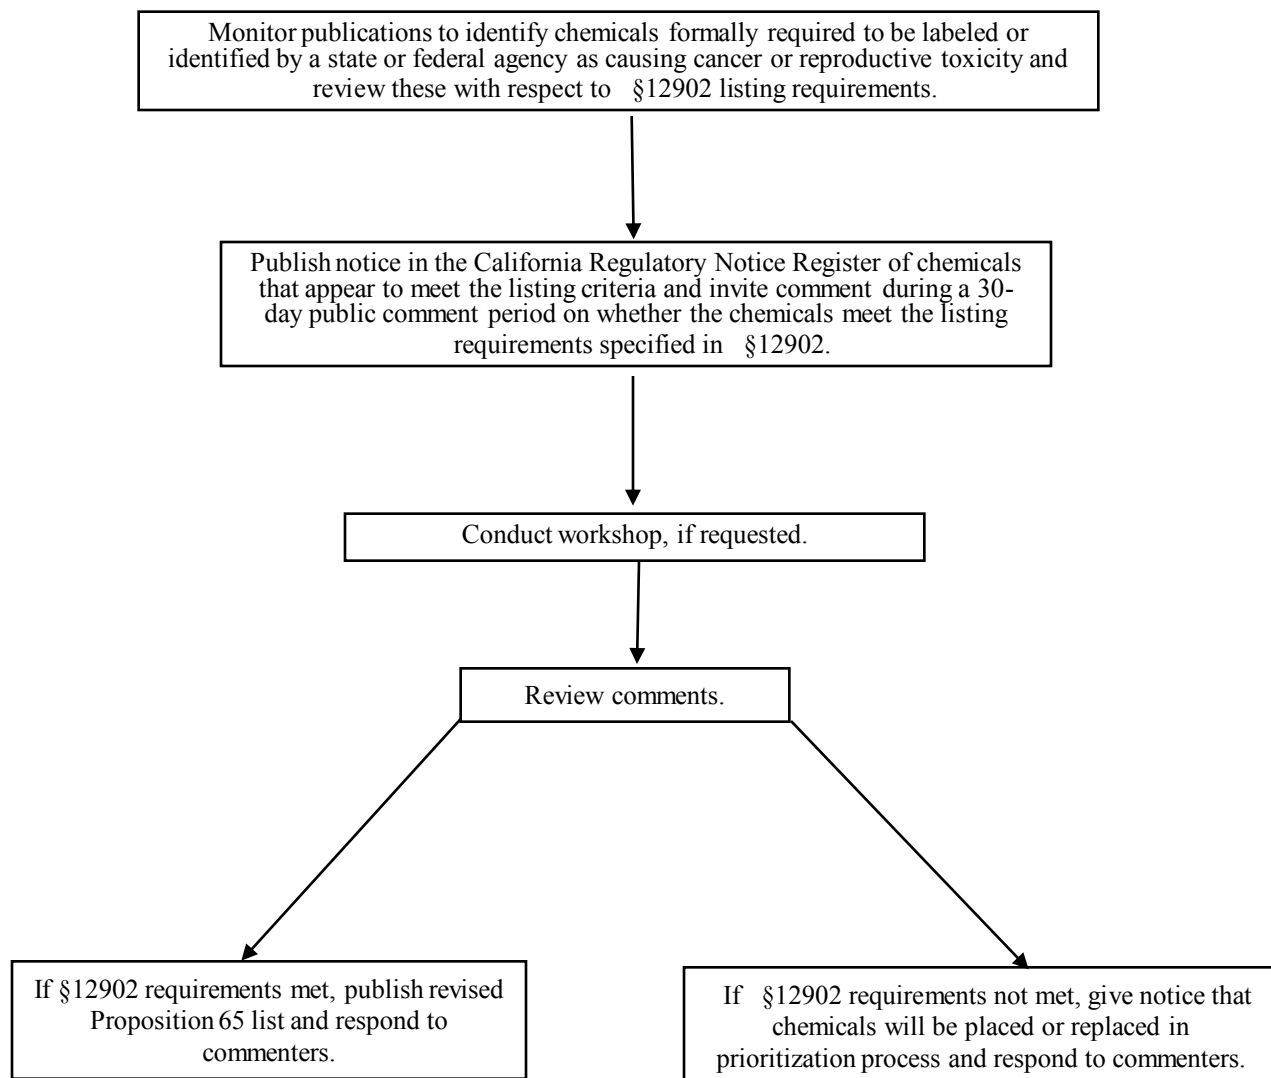 Monitor publications to identify chemicals formally required to be labeled or
identified by a state or federal agency as causing cancer or reproductive toxicity and
review these with respect to §12902 listing requirements.
Publish notice in the California Regulatory Notice Register of chemicals
that appear to meet the listing criteria and invite comment during a 30-
day public comment period on whether the chemicals meet the listing
requirements specified in §12902.
Conduct workshop, if requested.
Review comments.
If §12902 requirements met, publish revised
Proposition 65 list and respond to
commenters.
If §12902 requirements not met, give notice that
chemicals will be placed or replaced in
prioritization process and respond to commenters.